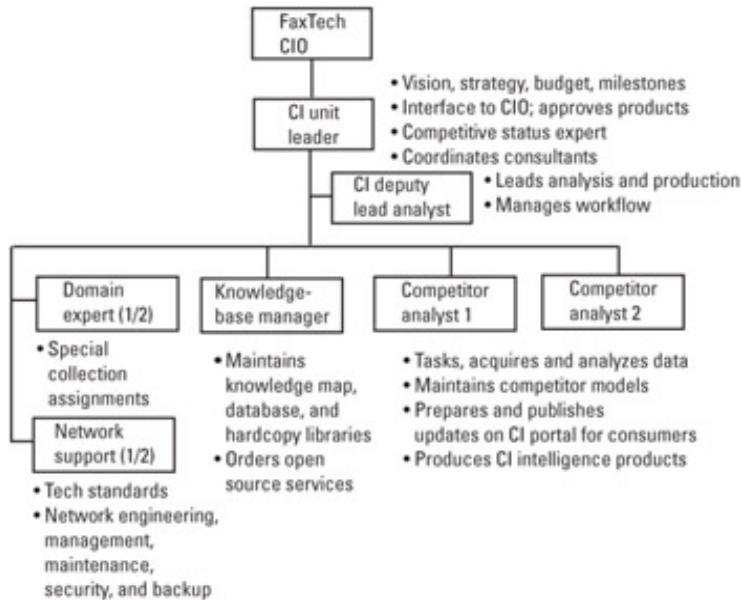 FaxTech
CIO
CI unit
leader
• Vision, strategy, budget, milestones
• Interface to CIO; approves products
• Competitive status expert
• Coordinates consultants
CI deputy
lead analyst
• Leads analysis and production
• Manages workflow
Domain
expert (1/2)
• Special
collection
assignments
Network
support (1/2)
• Tech standards
• Network engineering,
management,
maintenance,
security, and backup
Knowledge-
base manager
• Maintains
knowledge map,
database, and
hardcopy libraries
• Orders open
source services
Competitor
analyst 1
Competitor
analyst 2
• Tasks, acquires and analyzes data
• Maintains competitor models
• Prepares and publishes
updates on CI portal for consumers
• Produces CI intelligence products